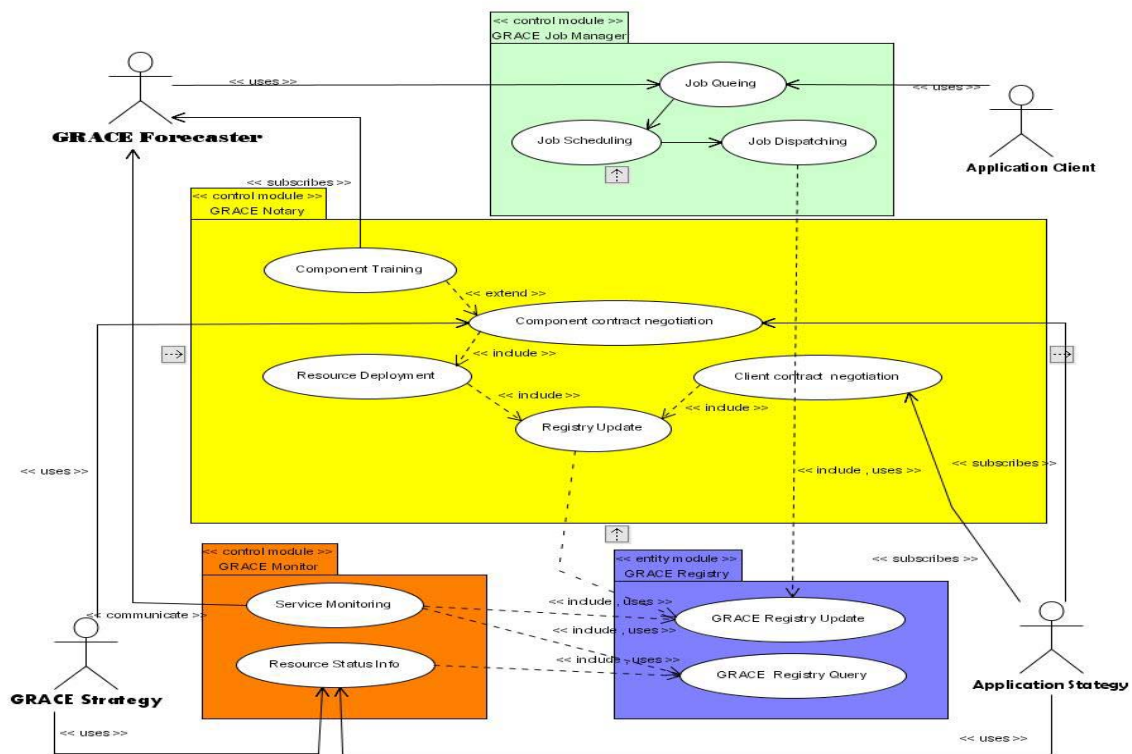 << control module >>
GRACE Job Manager
<< uses >>
Job Queing
<< uses >>
GRACE Forecaster
Job Scheduling
Job Dispatching
Application Client
<< subscribes >>
<< control module >>
GRACE Notary
Component Training
<< extend >>
Component contract negotiation
<< include >>
Resource Deployment
Client contract negotiation
<< include >>
<< include >>
Registry Update
<< uses >>
<< include , uses >>
<< subscribes >>
<< control module >>
GRACE Monitor
<< entity module >>
GRACE Registry
<< subscribes >>
Service Monitoring
<< communicate >>
<< include , uses >>
GRACE Registry Update
<< include , uses >>
Resource Status Info
<< include , uses >>
GRACE Registry Query
GRACE Strategy
Application Stategy
<< uses >>
<< uses >>